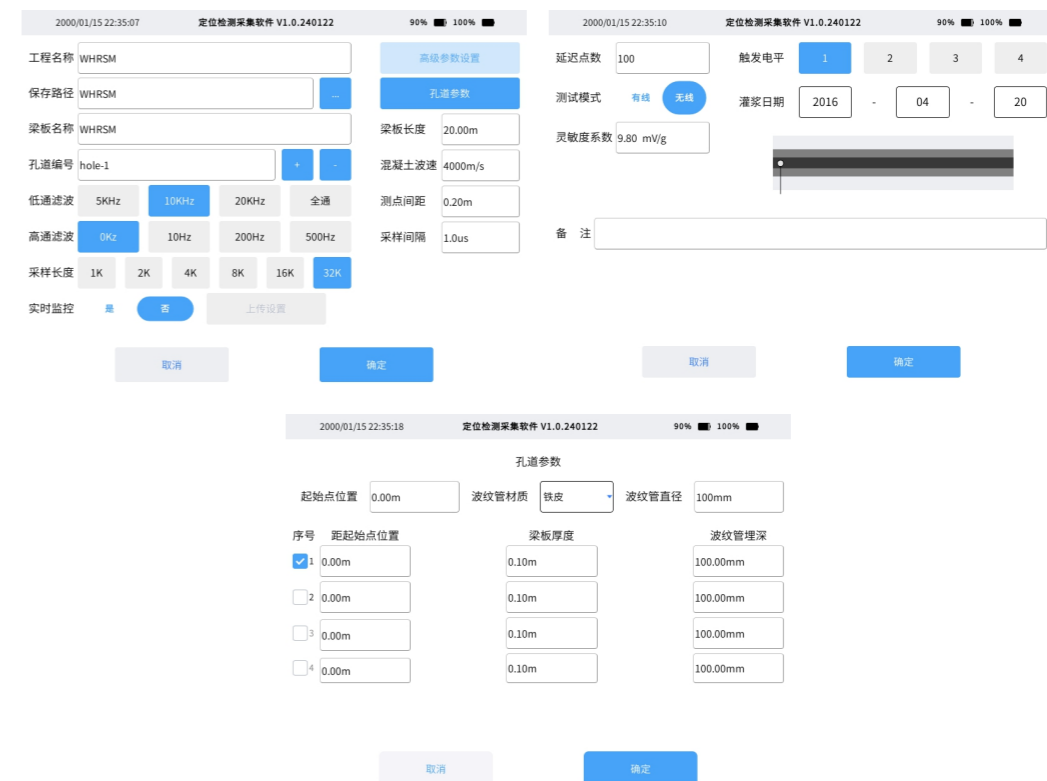 2000/01/15 22:35:07 定位检测采集软件 V1.0.240122 90% 100%
工程名称 WHRSM 高级参数设置
保存路径 WHRSM ... 孔道参数
梁板名称 WHRSM 梁板长度 20.00m
孔道编号 hole-1 + - 混凝土波速 4000m/s
低通滤波 5KHz 10KHz 20KHz 全通 测点间距 0.20m
高通滤波 0Kz 10Hz 200Hz 500Hz 采样间隔 1.0us
采样长度 1K 2K 4K 8K 16K 32K
实时监控 是 否 上传设置
取消 确定
2000/01/15 22:35:10 定位检测采集软件 V1.0.240122 90% 100%
延迟点数 100 触发电平 1 2 3 4
测试模式 有线 无线 灌浆日期 2016 - 04 - 20
灵敏度系数 9.80 mV/g
备 注
取消 确定
2000/01/15 22:35:18 定位检测采集软件 V1.0.240122 90% 100%
孔道参数
起始点位置 0.00m 波纹管材质 铁皮 波纹管直径 100mm
序号 距起始点位置 梁板厚度 波纹管埋深
1 0.00m 0.10m 100.00mm
2 0.00m 0.10m 100.00mm
3 0.00m 0.10m 100.00mm
4 0.00m 0.10m 100.00mm
取消 确定